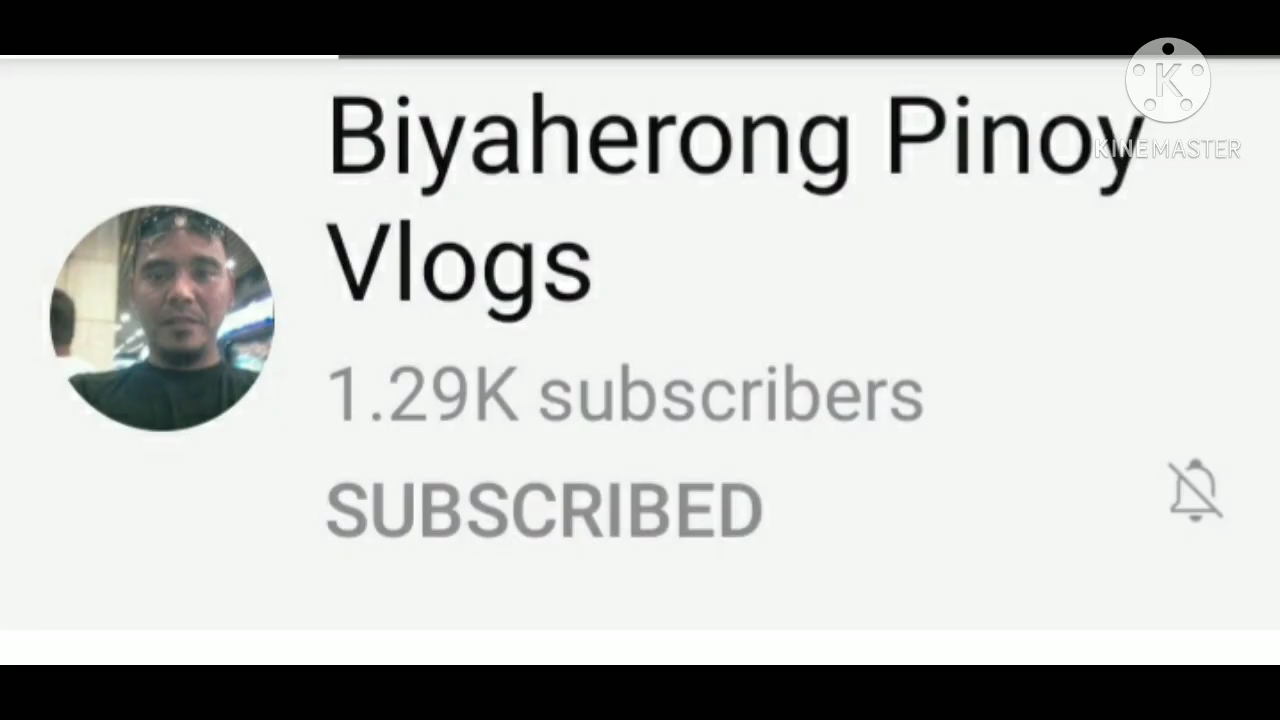 Biyaherong Pinoy
Vlogs
1.29K subscribers
SUBSCRIBED
K
KINEMASTER